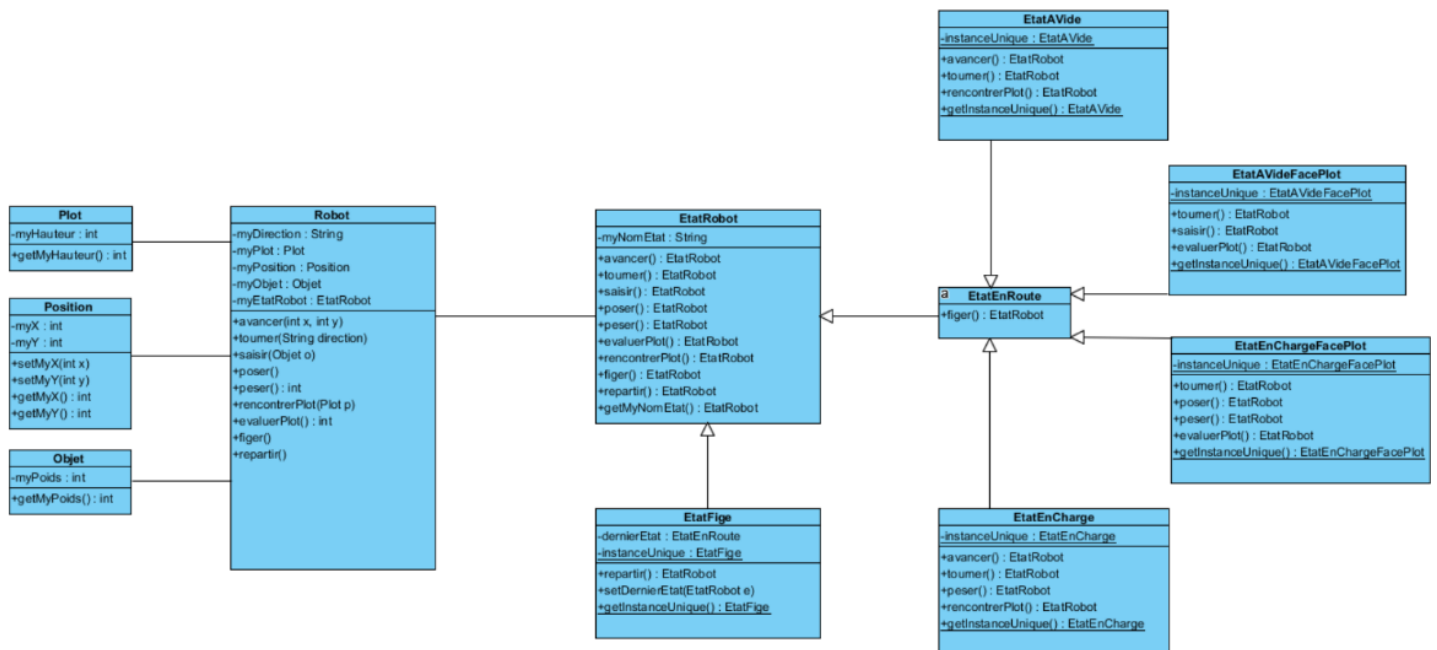 Plot
-myHauteur : int
+getMyHauteur() : int
Position
-myX : int
-myY : int
+setMyX(int x)
+setMyY(int y)
+getMyX() : int
+getMyY() : int
Objet
-myPoids : int
+getMyPoids() : int
Robot
-myDirection : String
-myPlot : Plot
-myPosition : Position
-myObjet : Objet
-myEtatRobot : EtatRobot
+avancer(int x, int y)
+tourner(String direction)
+saisir(Objet o)
+poser()
+peser() : int
+rencontrerPlot(Plot p)
+evaluerPlot() : int
+figer()
+repartir()
EtatRobot
-myNomEtat : String
+avancer() : EtatRobot
+tourner() : EtatRobot
+saisir() : EtatRobot
+poser() : EtatRobot
+peser() : EtatRobot
+evaluerPlot() : EtatRobot
+rencontrerPlot() : EtatRobot
+figer() : EtatRobot
+repartir() : EtatRobot
+getMyNomEtat() : EtatRobot
EtatFige
-dernierEtat : EtatEnRoute
-instanceUnique : EtatFige
+repartir() : EtatRobot
+setDernierEtat(EtatRobot e)
+getInstanceUnique() : EtatFige
EtatAVide
-instanceUnique : EtatAVide
+avancer() : EtatRobot
+tourner() : EtatRobot
+rencontrerPlot() : EtatRobot
+getInstanceUnique() : EtatAVide
a
EtatEnRoute
+figer() : EtatRobot
EtatAVideFacePlot
-instanceUnique : EtatAVideFacePlot
+tourner() : EtatRobot
+saisir() : EtatRobot
+evaluerPlot() : EtatRobot
+getInstanceUnique() : EtatAVideFacePlot
EtatEnChargeFacePlot
-instanceUnique : EtatEnChargeFacePlot
+tourner() : EtatRobot
+poser() : EtatRobot
+peser() : EtatRobot
+evaluerPlot() : EtatRobot
+getInstanceUnique() : EtatEnChargeFacePlot
EtatEnCharge
-instanceUnique : EtatEnCharge
+avancer() : EtatRobot
+tourner() : EtatRobot
+peser() : EtatRobot
+rencontrerPlot() : EtatRobot
+getInstanceUnique() : EtatEnCharge